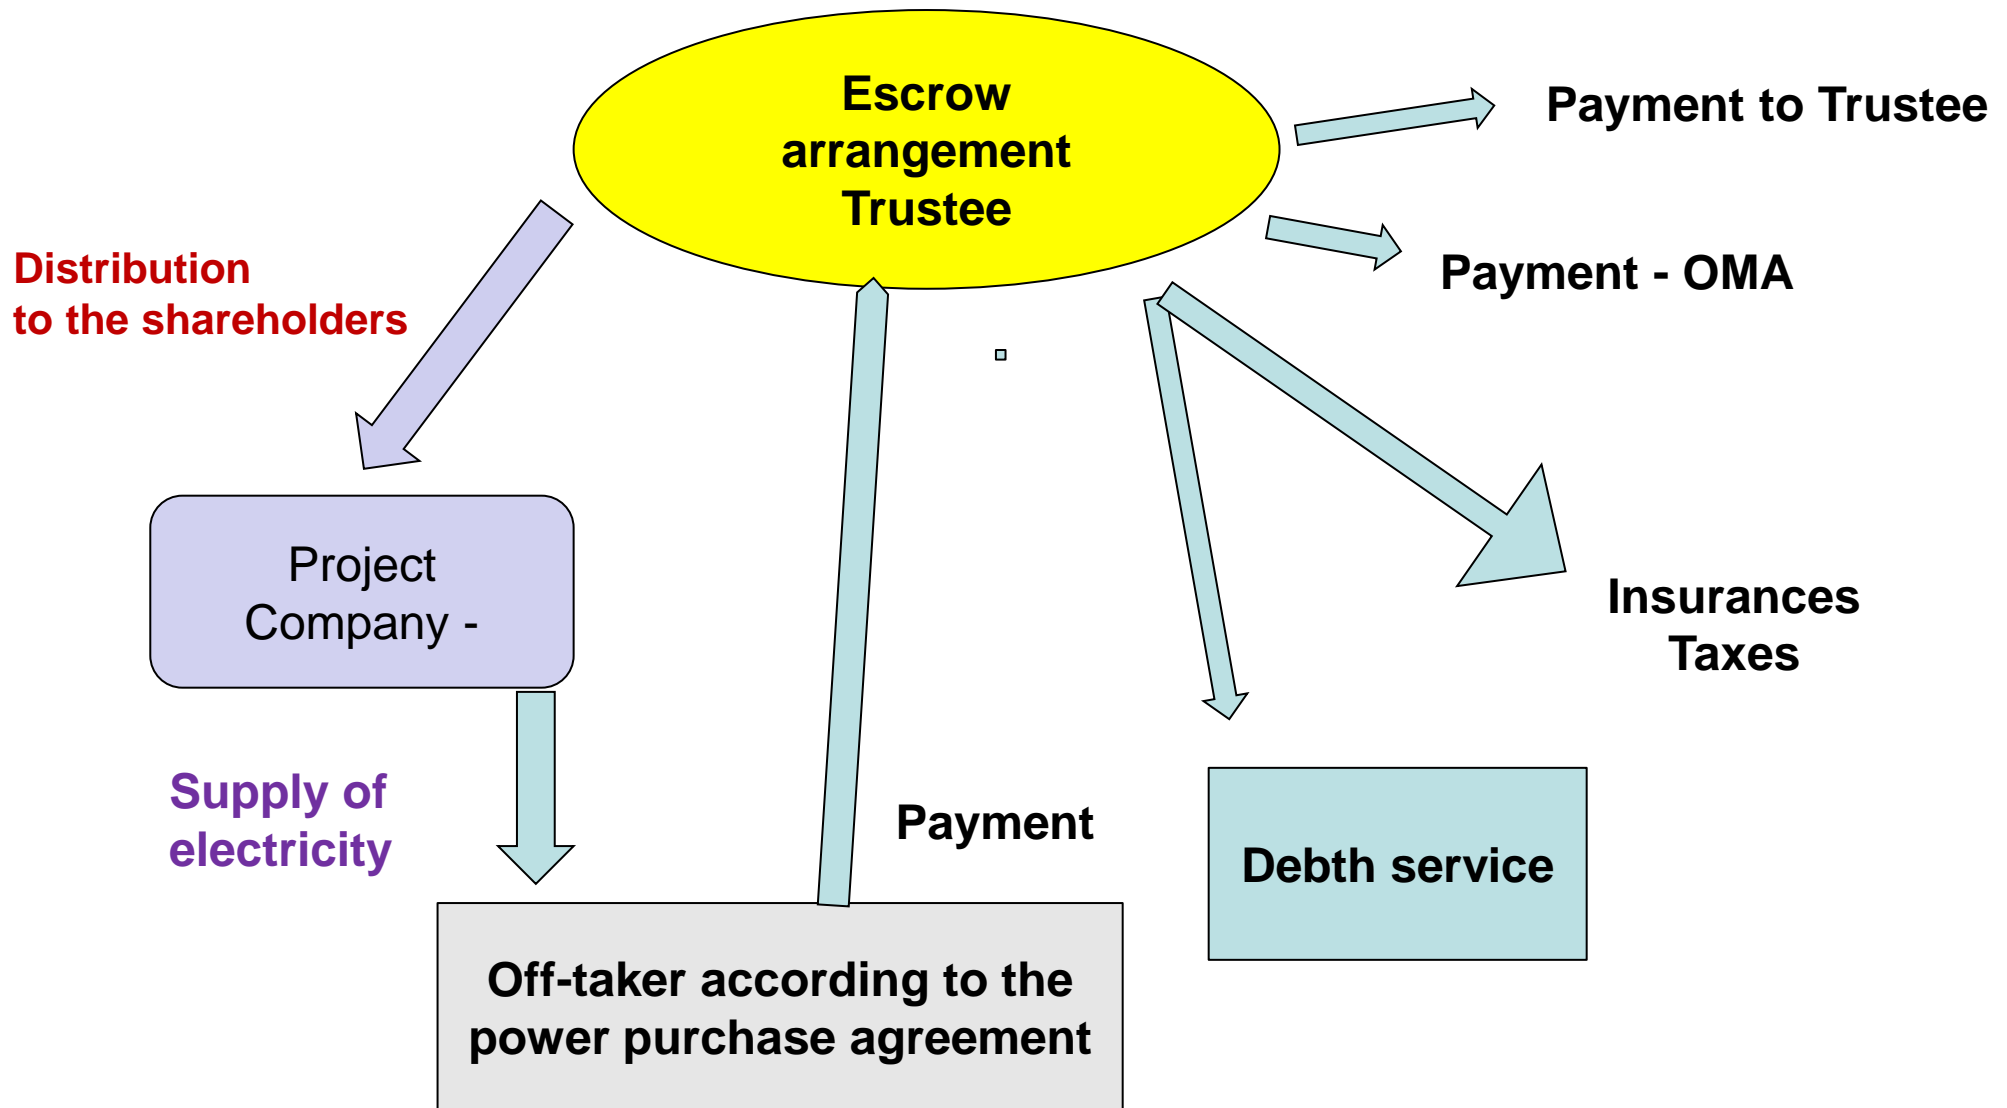 Escrow
arrangement
Trustee
Payment to Trustee
Payment - OMA
Distribution
to the shareholders
Project
Company -
Insurances
Taxes
Supply of
electricity
Payment
Debth service
Off-taker according to the
power purchase agreement